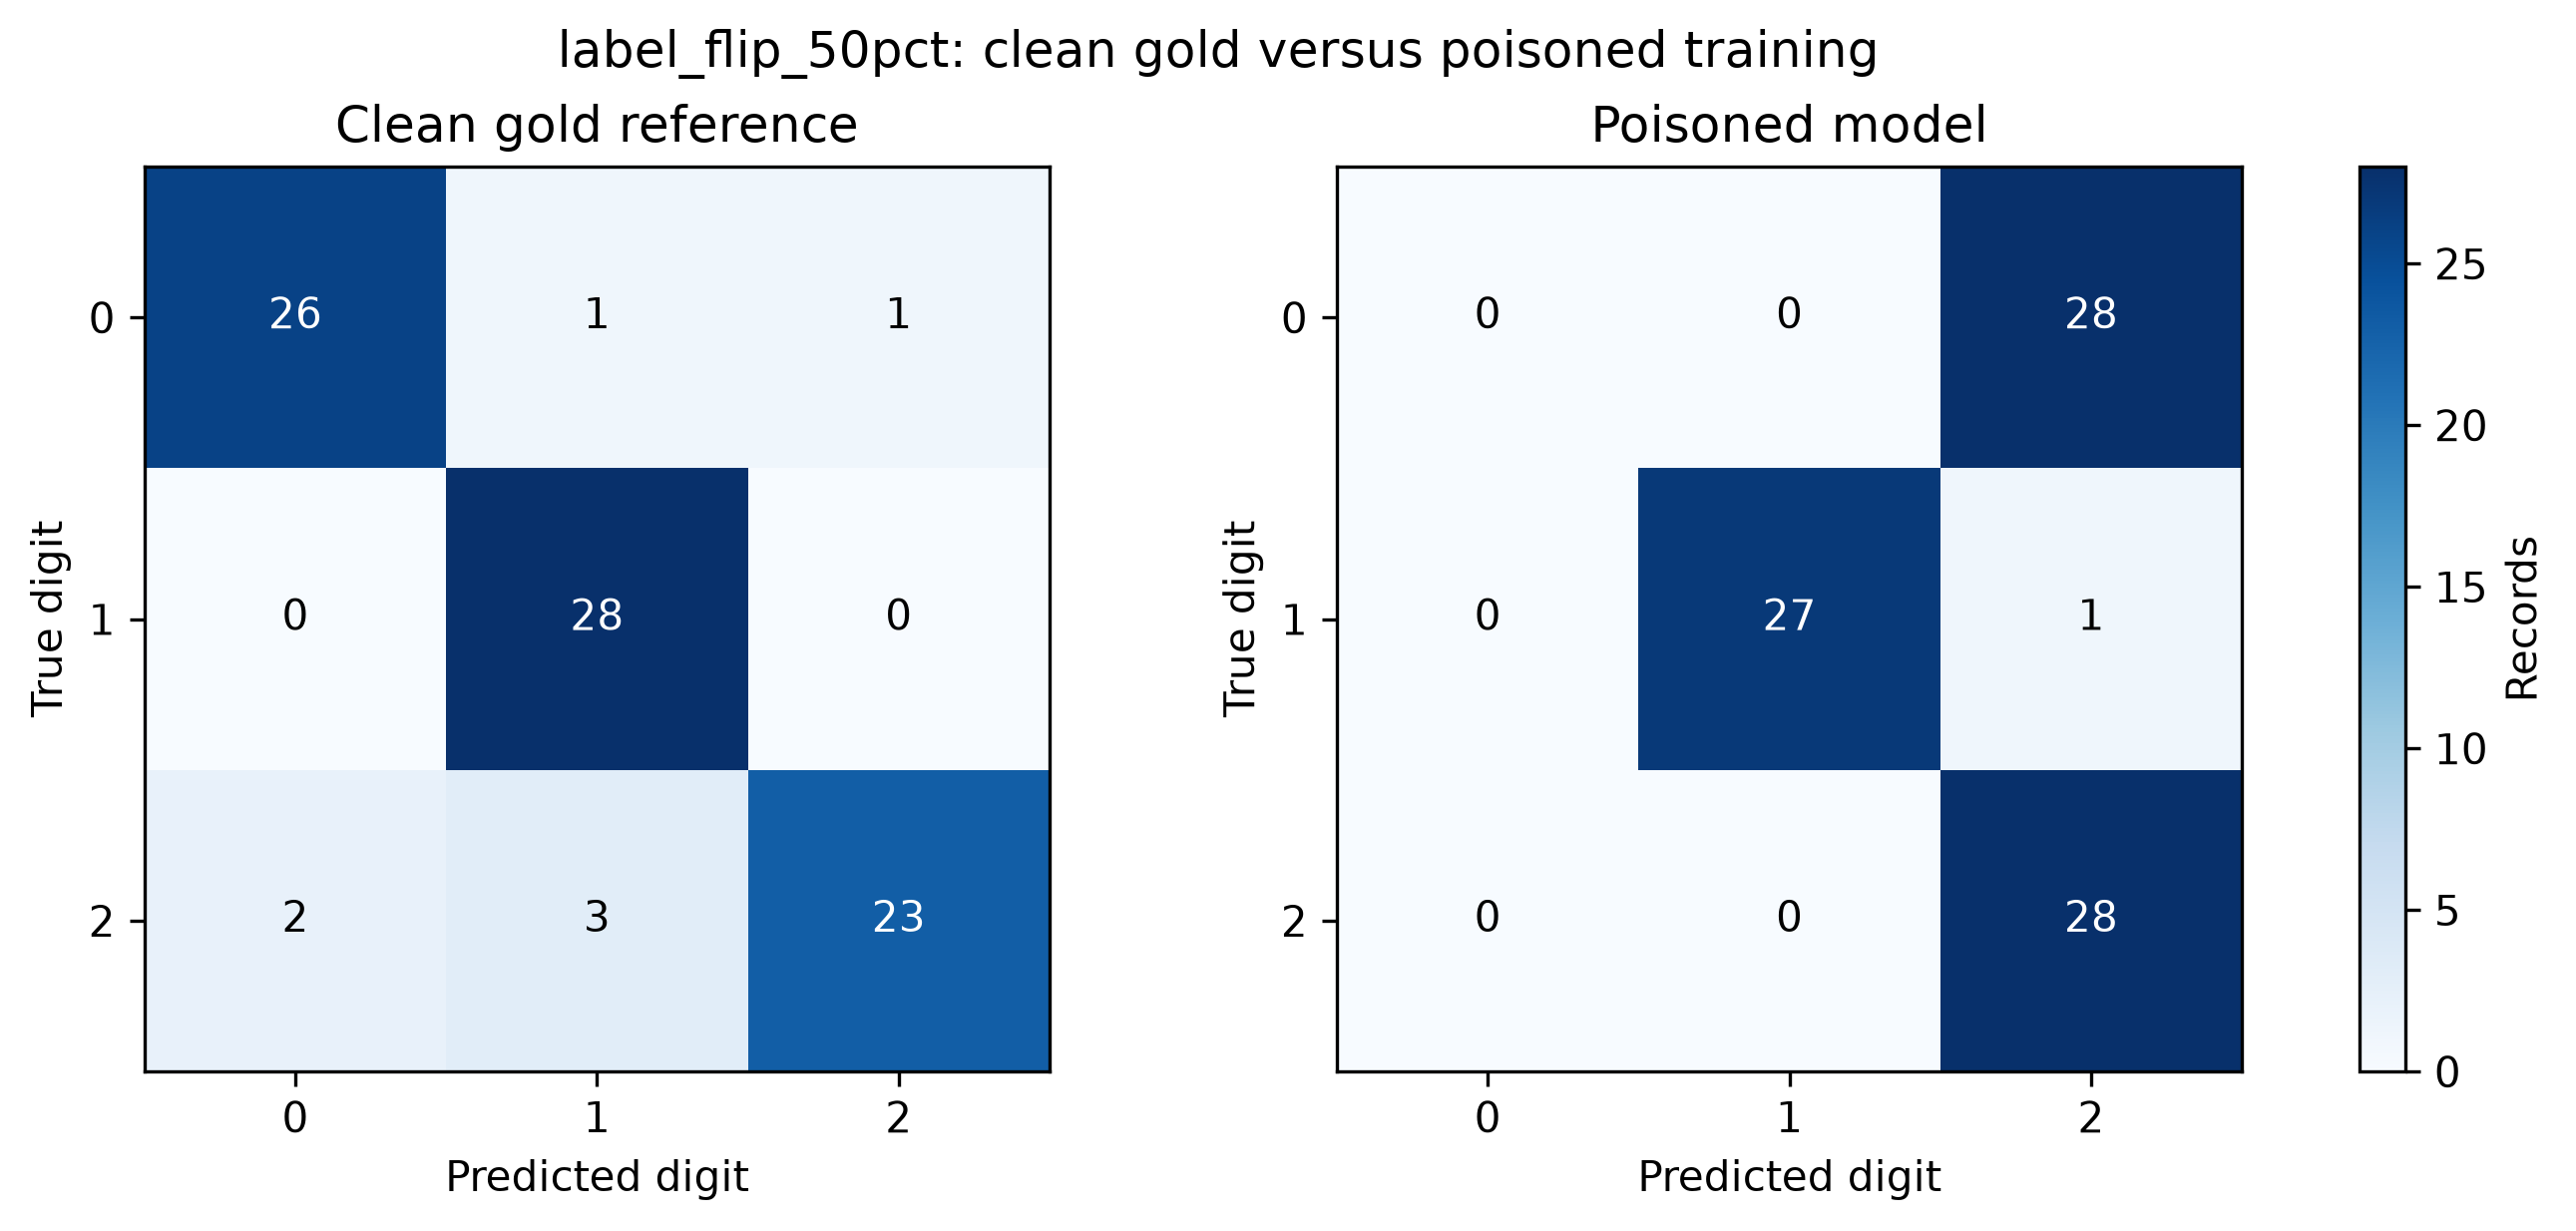 label_flip_50pct: clean gold versus poisoned training
Clean gold reference
True digit
0
26 1 1
1
0 28 0
2
2 3 23
0 1 2
Predicted digit
Poisoned model
True digit
0
0 0 28
1
0 27 1
2
0 0 28
0 1 2
Predicted digit
25
20
15
10
5
0
Records